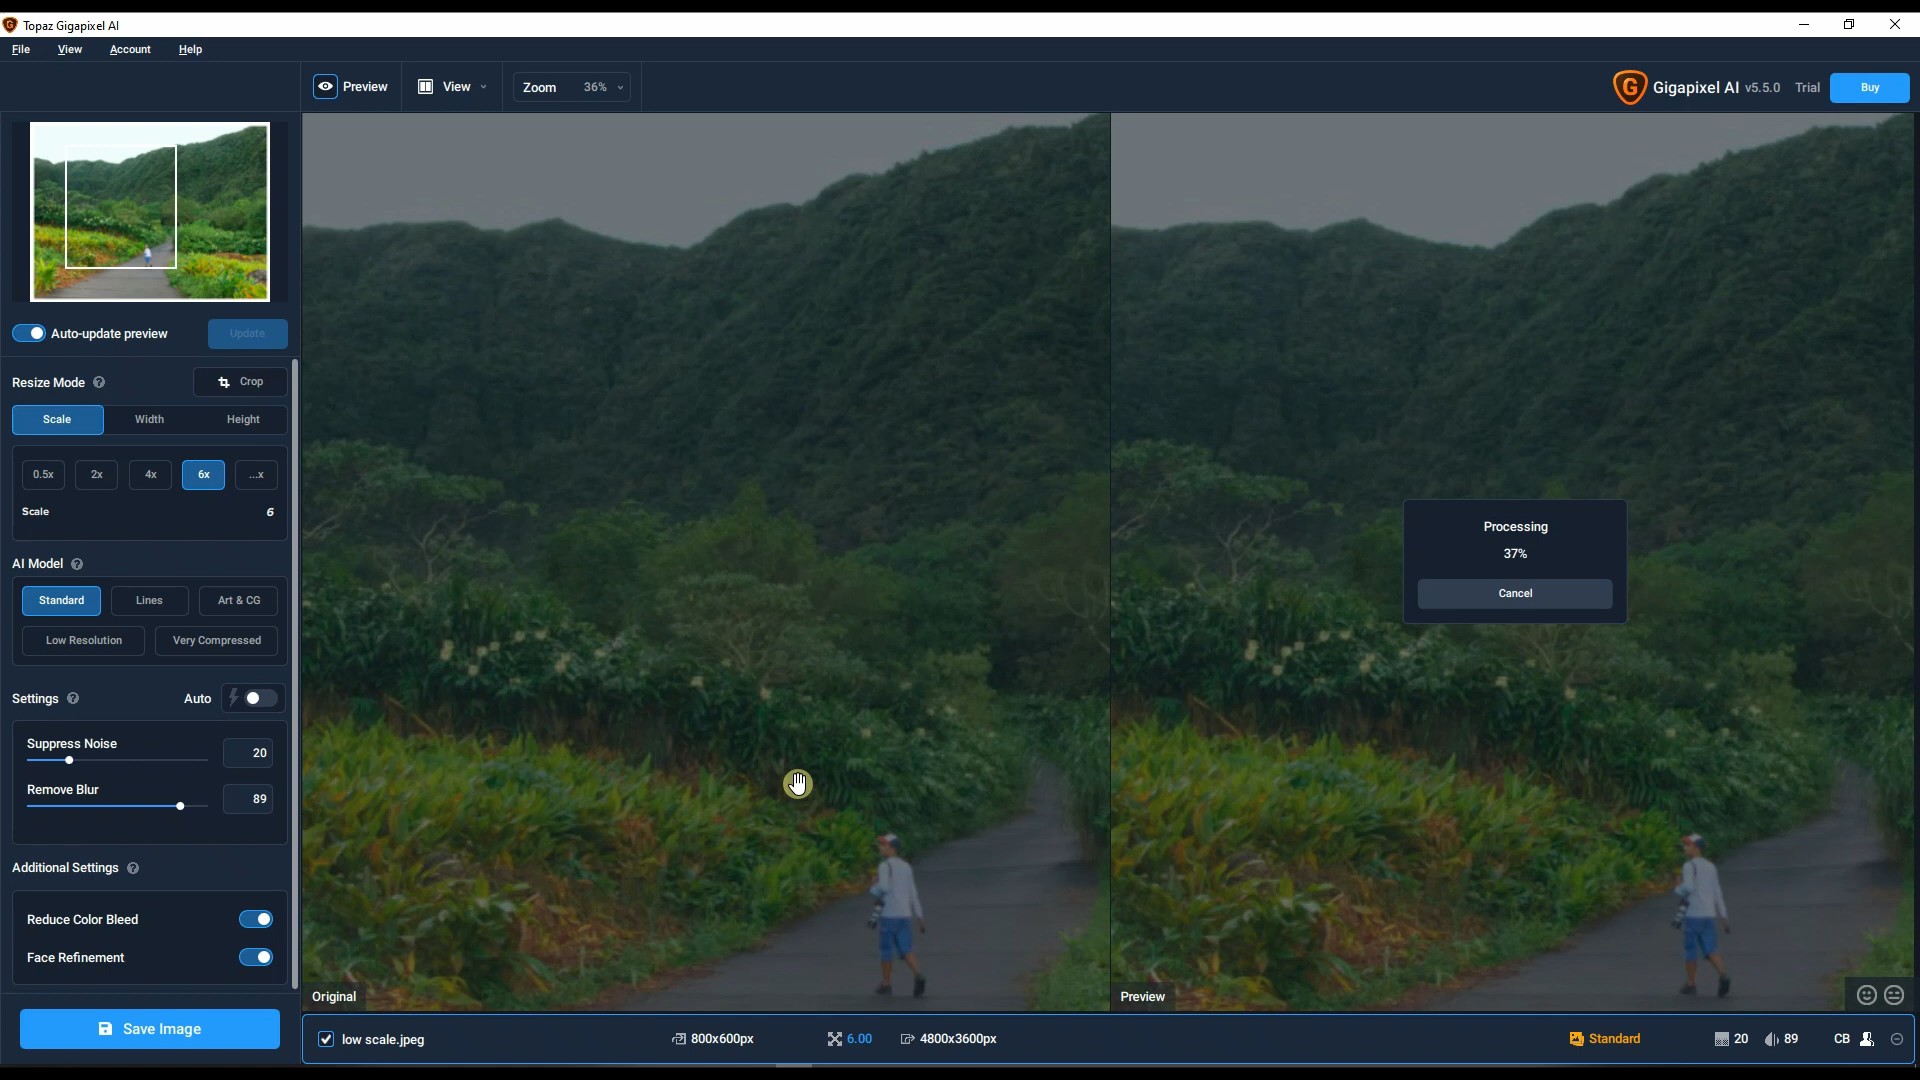 Topaz Gigapixel AI
File View Account Help
Preview View Zoom 36%
Gigapixel AI v5.5.0 Trial Buy
Auto-update preview Update
Resize Mode Crop
Scale Width Height
0.5x 2x 4x 6x ...x
Scale 6
AI Model
Standard Lines Art & CG
Low Resolution Very Compressed
Settings Auto
Suppress Noise 20
Remove Blur 89
Additional Settings
Reduce Color Bleed
Face Refinement
Save Image
Processing
37%
Cancel
Original
Preview
low scale.jpeg 800x600px 6.00 4800x3600px Standard 20 89 CB